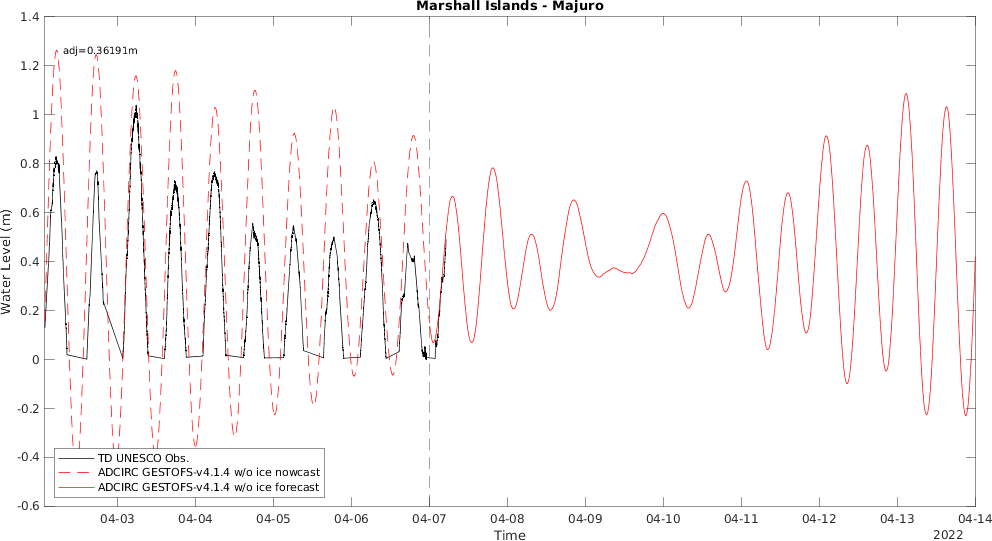 Marshall Islands - Majuro
adj=0.36191m
1.4
1.2
1
0.8
0.6
0.4
0.2
0
-0.2
-0.4
-0.6
Water Level (m)
TD UNESCO Obs.
ADCIRC GESTOFS-v4.1.4 w/o ice nowcast
ADCIRC GESTOFS-v4.1.4 w/o ice forecast
04-03 04-04 04-05 04-06 04-07 04-08 04-09 04-10 04-11 04-12 04-13 04-14
Time
2022